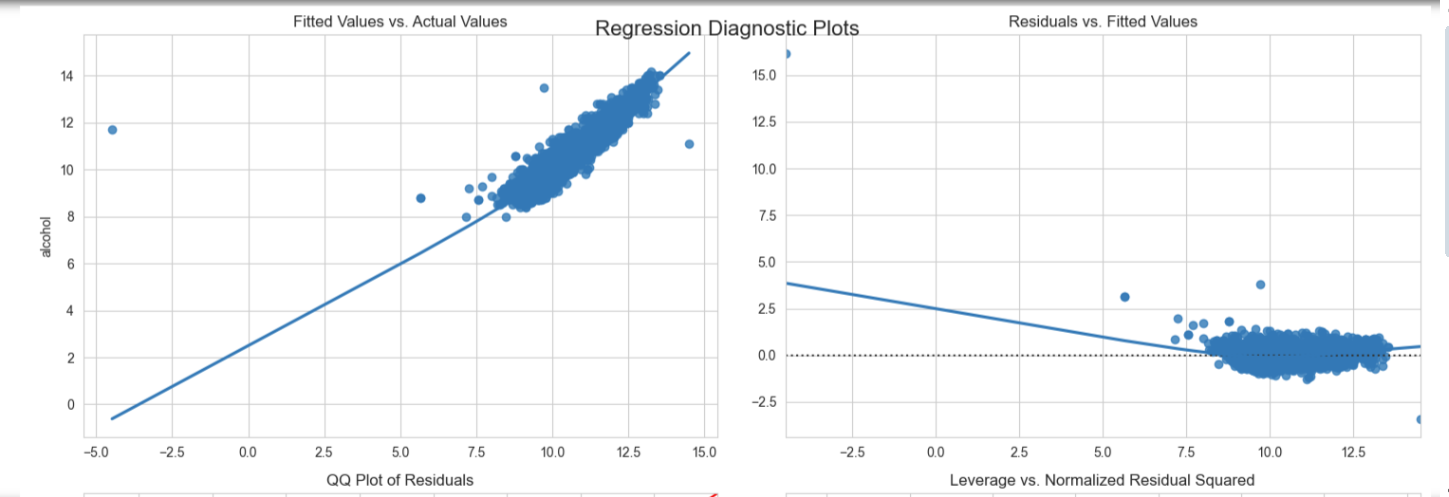 Regression Diagnostic Plots
Fitted Values vs. Actual Values
14
12
10
8
6
4
2
0
alcohol
−5.0 −2.5 0.0 2.5 5.0 7.5 10.0 12.5 15.0
Residuals vs. Fitted Values
15.0
12.5
10.0
7.5
5.0
2.5
0.0
−2.5
−2.5 0.0 2.5 5.0 7.5 10.0 12.5
QQ Plot of Residuals
Leverage vs. Normalized Residual Squared